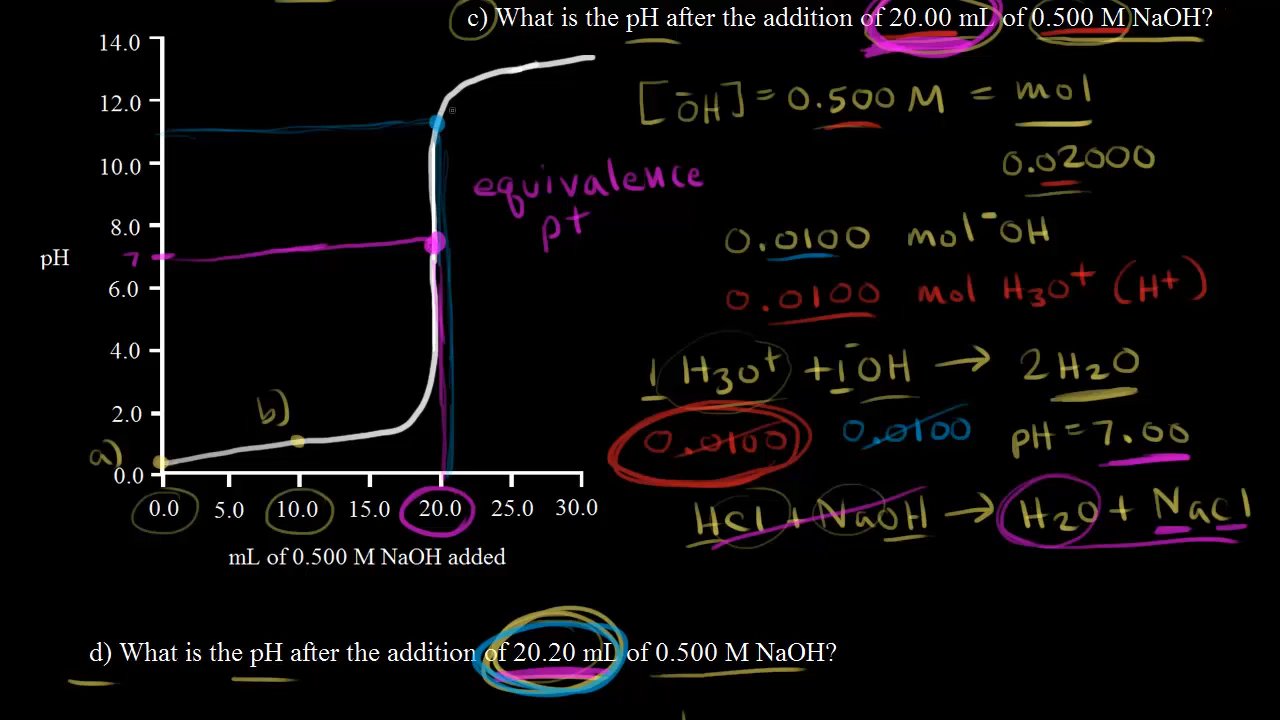 c) What is the pH after the addition of 20.00 mL of 0.500 M NaOH?
14.0
12.0
10.0
8.0
7
6.0
4.0
2.0
0.0
pH
a)
b)
equivalence
pt
0.0 5.0 10.0 15.0 20.0 25.0 30.0
mL of 0.500 M NaOH added
[⁻OH] = 0.500 M = mol
0.02000
0.0100 mol ⁻OH
0.0100 mol H3O⁺ (H⁺)
1 H3O⁺ + 1 ⁻OH → 2H2O
0.0100 0.0100 pH = 7.00
HCl + NaOH → H2O + NaCl
d) What is the pH after the addition of 20.20 mL of 0.500 M NaOH?